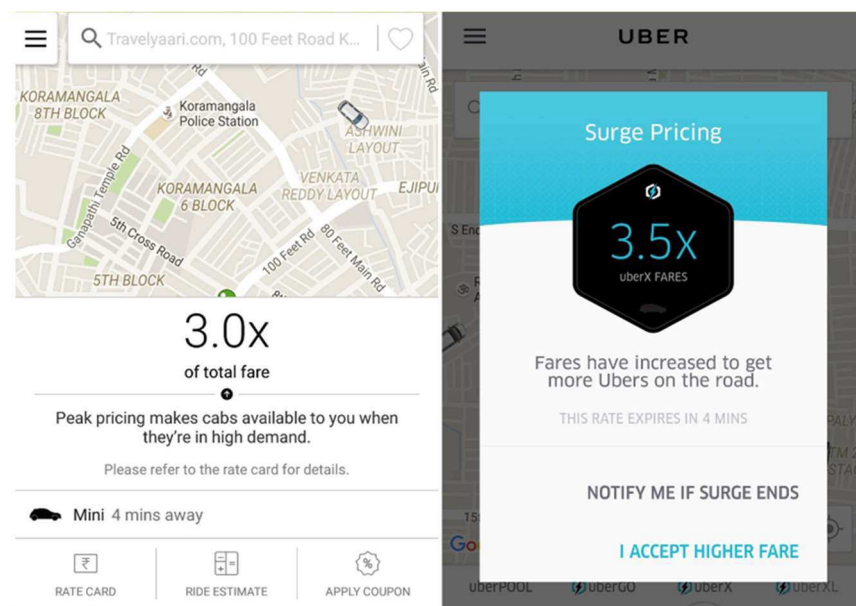 Travelyaari.com, 100 Feet Road K...
Rd
KORAMANGALA
8TH BLOCK
Koramangala
Police Station
ASHWINI
LAYOUT
Ganapathi Temple Rd
KORAMANGALA
6 BLOCK
VENKATA
REDDY LAYOUT
EJIPU
5th Cross Road
100 Feet Rd
80 Feet Main Rd
5TH BLOCK
3.0x
of total fare
Peak pricing makes cabs available to you when
they're in high demand.
Please refer to the rate card for details.
Mini 4 mins away
RATE CARD
RIDE ESTIMATE
APPLY COUPON
UBER
Surge Pricing
3.5x
uberX FARES
Fares have increased to get
more Ubers on the road.
THIS RATE EXPIRES IN 4 MINS
NOTIFY ME IF SURGE ENDS
I ACCEPT HIGHER FARE
uberPOOL
uberGO
uberX
uberXL